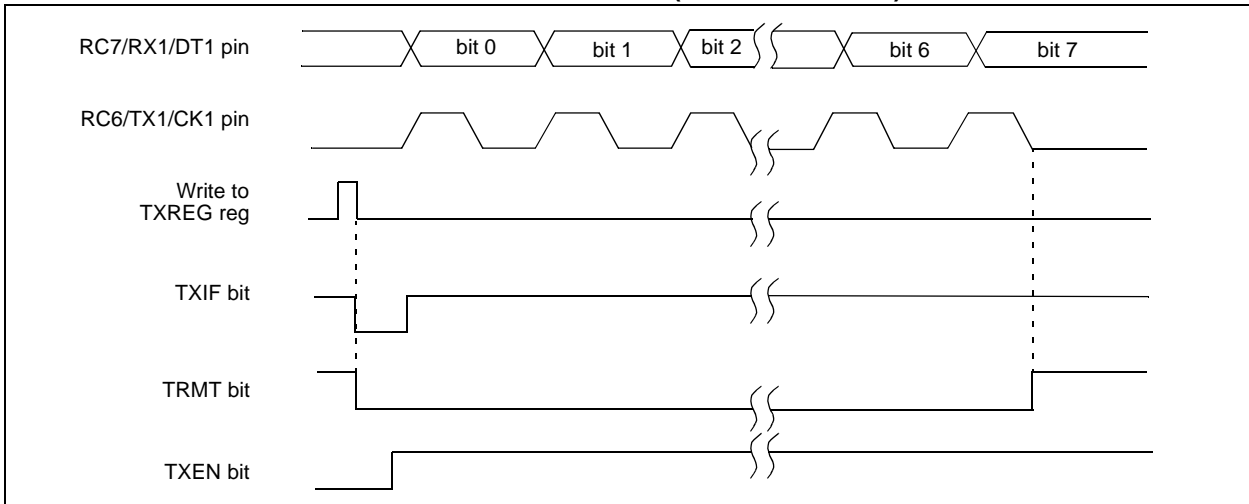 RC7/RX1/DT1 pin
bit 0
bit 1
bit 2
bit 6
bit 7
RC6/TX1/CK1 pin
Write to
TXREG reg
TXIF bit
TRMT bit
TXEN bit